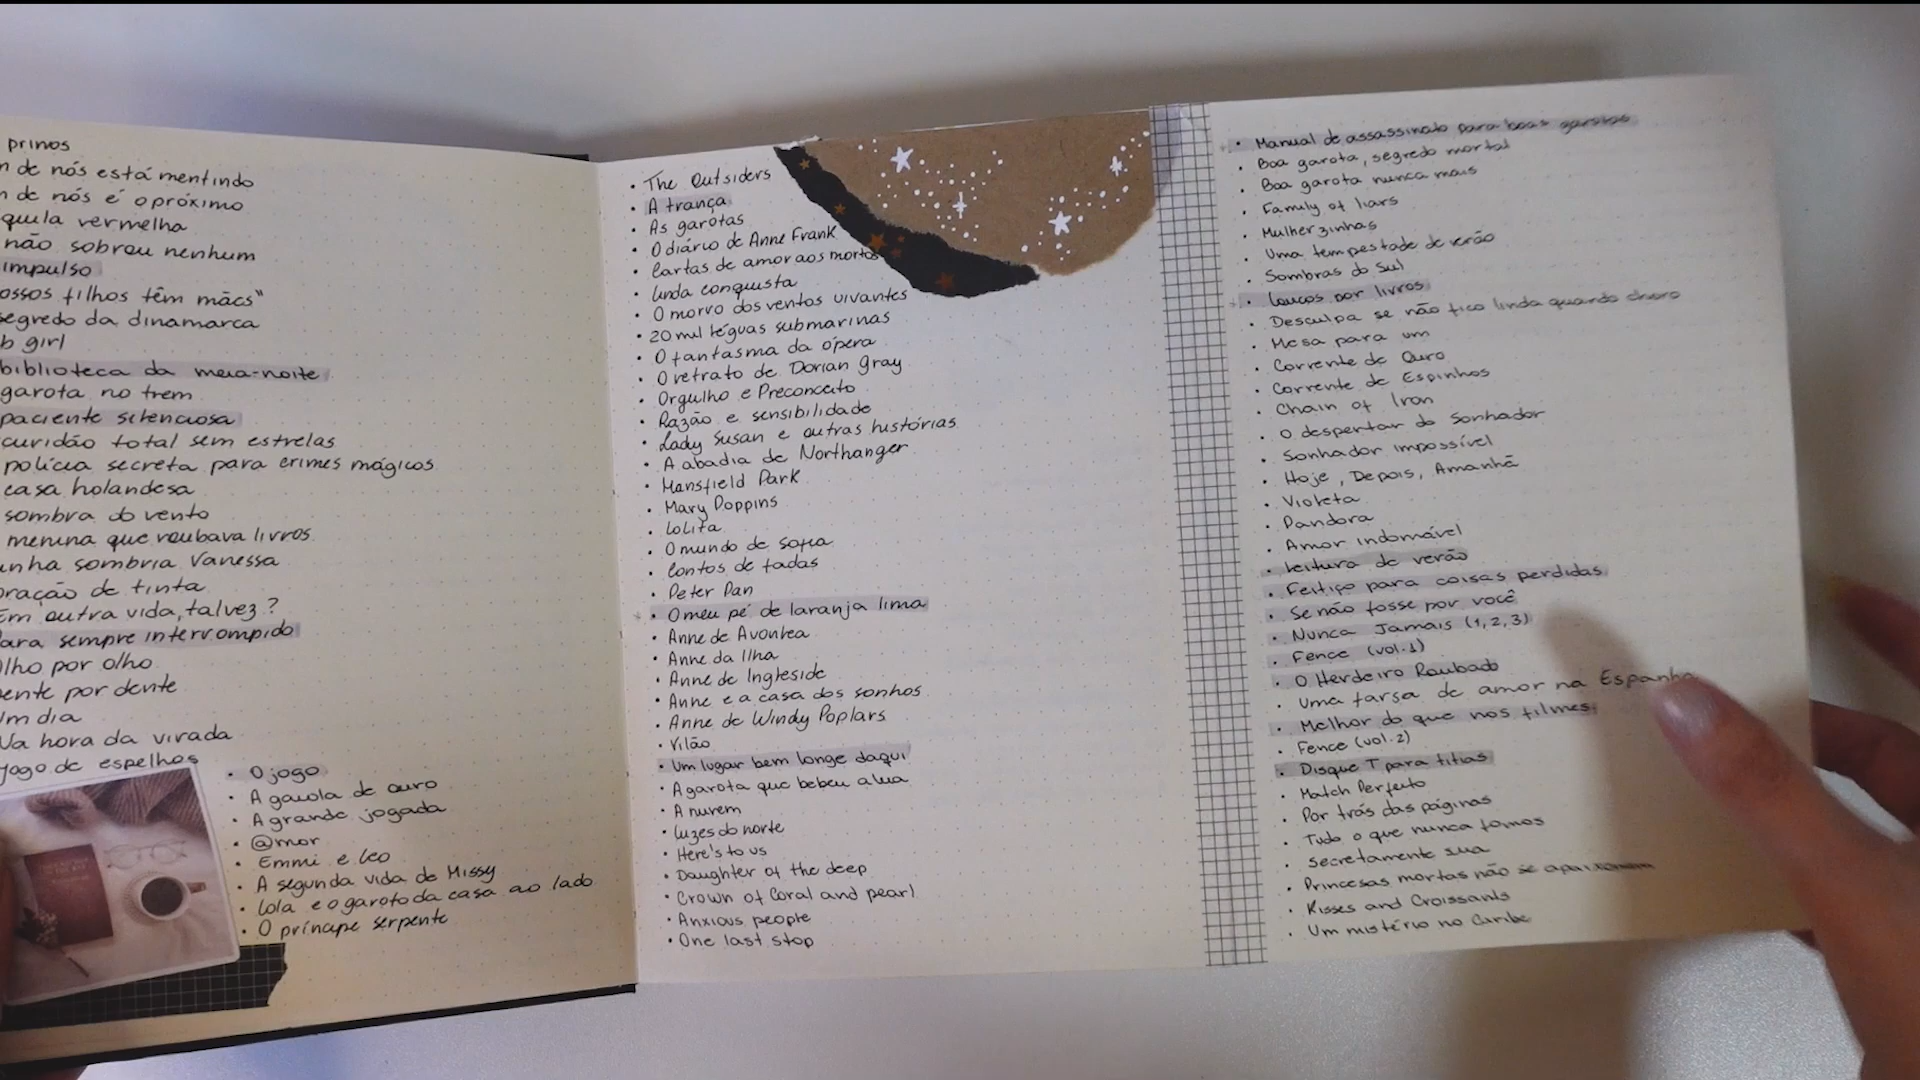 prinos
n de nós está mentindo
n de nós é o próximo
quila vermelha
não sobrou nenhum
impulso
ossos filhos têm mães"
segredo da dinamarca
b girl
biblioteca da meia-noite
garota no trem
paciente silenciosa
curidão total sem estrelas
polícia secreta para crimes mágicos
casa holandesa
sombra do vento
menina que roubava livros
inha sombria Vanessa
oração de tinta
Em outra vida, talvez?
ara sempre interrompido
lho por olho
ente por dente
Um dia
Na hora da virada
jogo de espelhos
• O jogo
• A gaiola de ouro
• A grande jogada
• @mor
• Emmi e Leo
• A segunda vida de Missy
• Lola e o garoto da casa ao lado
• O príncipe serpente
• The Outsiders
• A trança
• As garotas
• O diário de Anne Frank
• Cartas de amor aos mortos
• Linda conquista
• O morro dos ventos uivantes
• 20 mil léguas submarinas
• O fantasma da ópera
• O retrato de Dorian Gray
• Orgulho e Preconceito
• Razão e sensibilidade
• Lady Susan e outras histórias
• A abadia de Northanger
• Mansfield Park
• Mary Poppins
• Lolita
• O mundo de sofia
• Contos de fadas
• Peter Pan
• O meu pé de laranja lima
• Anne de Avonlea
• Anne da Ilha
• Anne de Ingleside
• Anne e a casa dos sonhos
• Anne de Windy Poplars
• Vilão
• Um lugar bem longe daqui
• A garota que bebeu a lua
• A nuvem
• Luzes do norte
• Here's to us
• Daughter of the deep
• Crown of Coral and pearl
• Anxious people
• One last stop
• Manual de assassinato para boas garotas
• Boa garota, segredo mortal
• Boa garota nunca mais
• Family of liars
• Mulherzinhas
• Uma tempestade de verão
• Sombras do Sul
• Loucos por livros
• Desculpa se não fico linda quando choro
• Mesa para um
• Corrente de Ouro
• Corrente de Espinhos
• Chain of Iron
• O despertar do Sonhador
• Sonhador impossível
• Hoje, Depois, Amanhã
• Violeta
• Pandora
• Amor indomável
• Leitura de verão
• Feitiço para coisas perdidas
• Se não fosse por você
• Nunca Jamais (1, 2, 3)
• Fence (vol. 1)
• O Herdeiro Roubado
• Uma farsa de amor na Espanha
• Melhor do que nos filmes
• Fence (vol. 2)
• Disque T para titias
• Match Perfeito
• Por trás das páginas
• Tudo o que nunca fomos
• Secretamente sua
• Princesas mortas não se apaixonam
• Kisses and Croissants
• Um mistério no Caribe